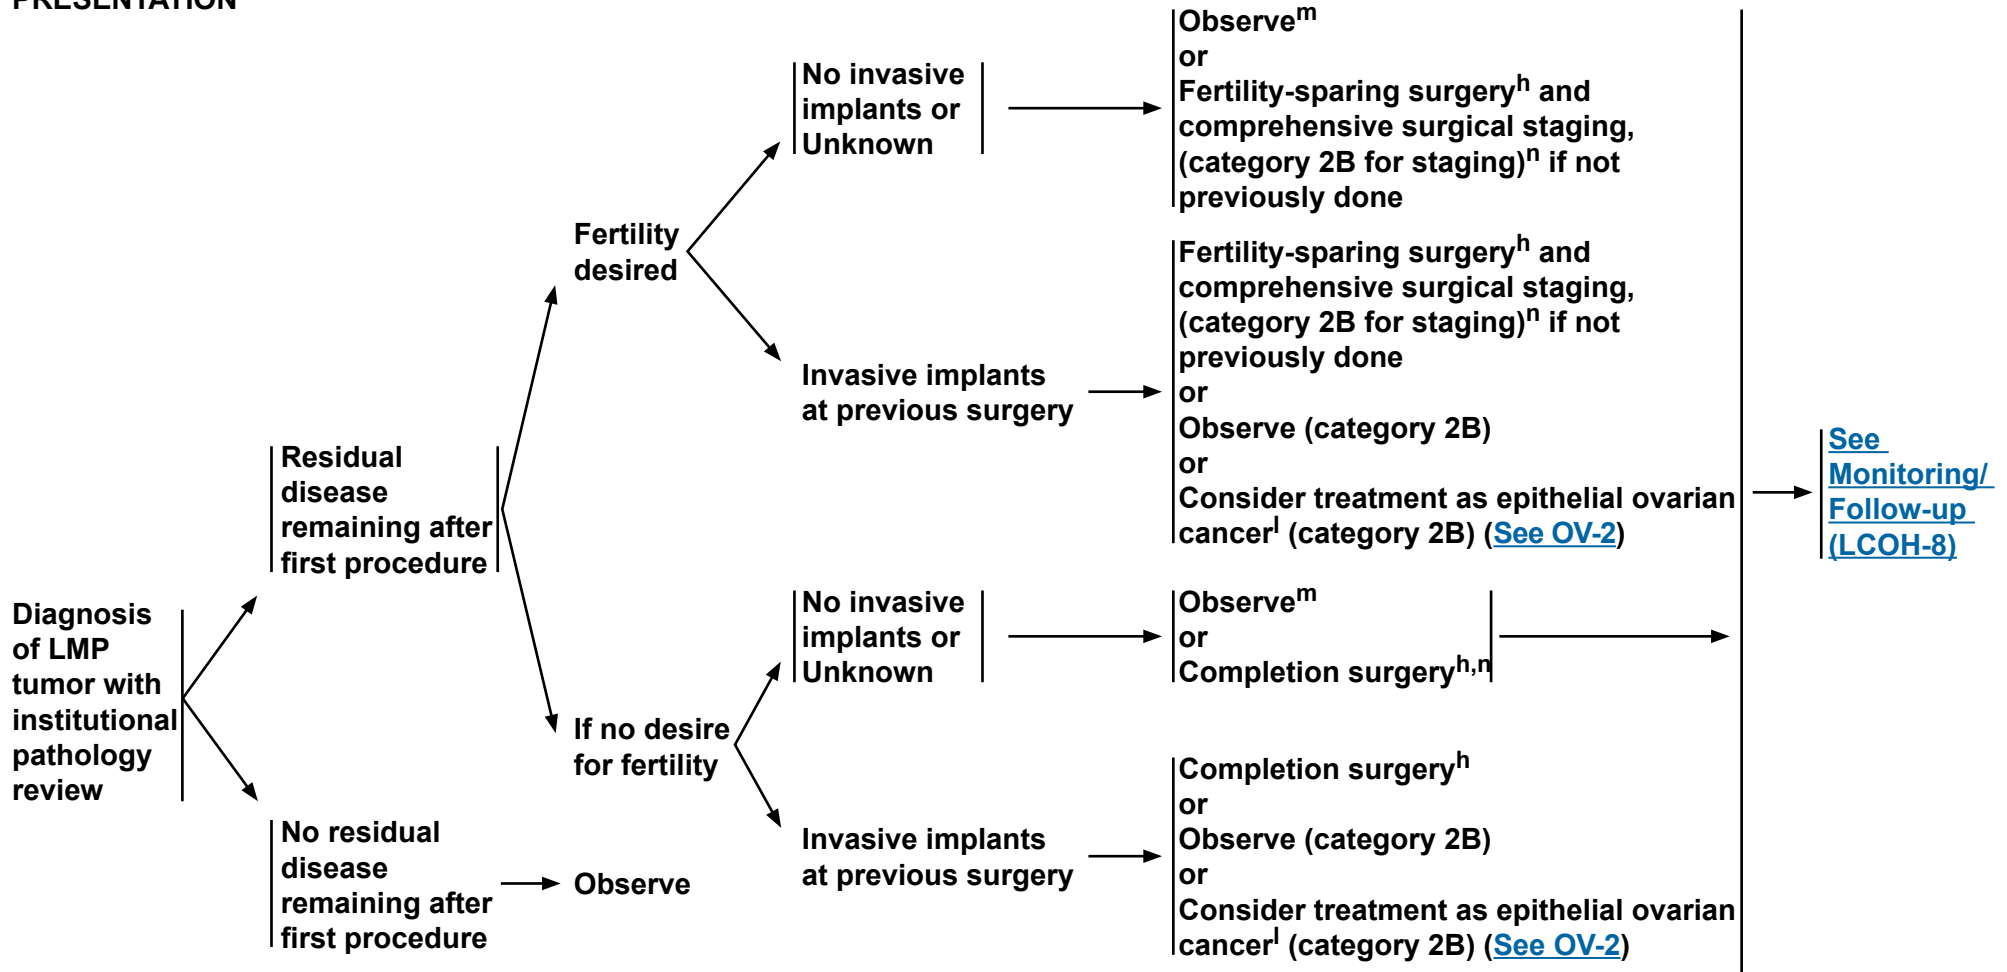 PRESENTATION
Diagnosis
of LMP
tumor with
institutional
pathology
review
Residual
disease
remaining after
first procedure
No residual
disease
remaining after
first procedure
Observe
Fertility
desired
If no desire
for fertility
No invasive
implants or
Unknown
Invasive implants
at previous surgery
No invasive
implants or
Unknown
Invasive implants
at previous surgery
Observe^m
or
Fertility-sparing surgery^h and
comprehensive surgical staging,
(category 2B for staging)^n if not
previously done
Fertility-sparing surgery^h and
comprehensive surgical staging,
(category 2B for staging)^n if not
previously done
or
Observe (category 2B)
or
Consider treatment as epithelial ovarian
cancer^l (category 2B) (See OV-2)
Observe^m
or
Completion surgery^h,n
Completion surgery^h
or
Observe (category 2B)
or
Consider treatment as epithelial ovarian
cancer^l (category 2B) (See OV-2)
See
Monitoring/
Follow-up
(LCOH-8)